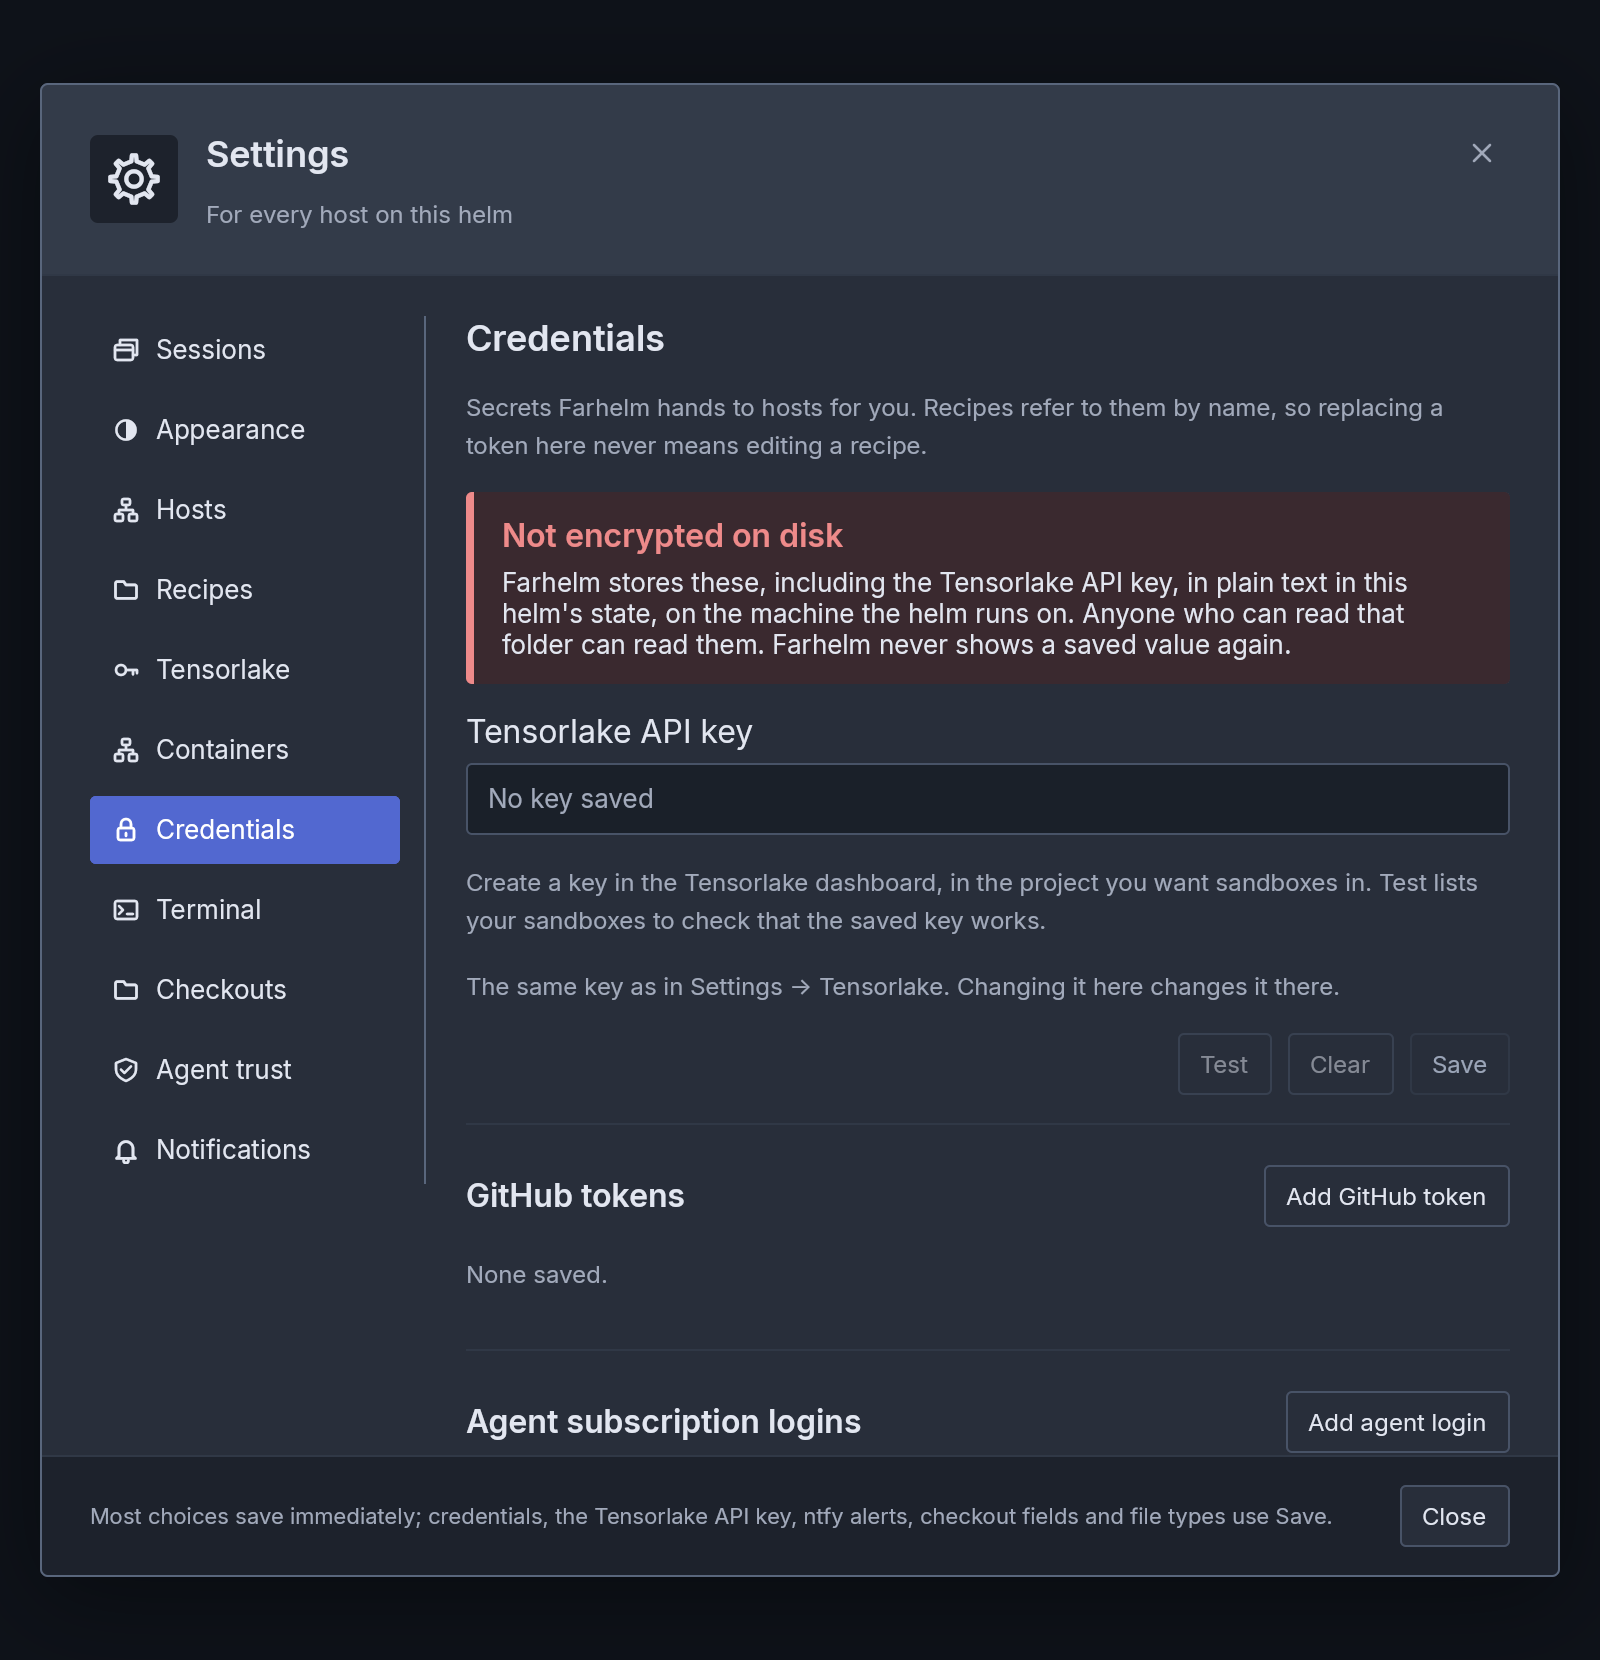 Settings
For every host on this helm
Sessions
Appearance
Hosts
Recipes
Tensorlake
Containers
Credentials
Terminal
Checkouts
Agent trust
Notifications
Credentials
Secrets Farhelm hands to hosts for you. Recipes refer to them by name, so replacing a
token here never means editing a recipe.
Not encrypted on disk
Farhelm stores these, including the Tensorlake API key, in plain text in this
helm's state, on the machine the helm runs on. Anyone who can read that
folder can read them. Farhelm never shows a saved value again.
Tensorlake API key
No key saved
Create a key in the Tensorlake dashboard, in the project you want sandboxes in. Test lists
your sandboxes to check that the saved key works.
The same key as in Settings → Tensorlake. Changing it here changes it there.
Test Clear Save
GitHub tokens Add GitHub token
None saved.
Agent subscription logins Add agent login
Most choices save immediately; credentials, the Tensorlake API key, ntfy alerts, checkout fields and file types use Save. Close